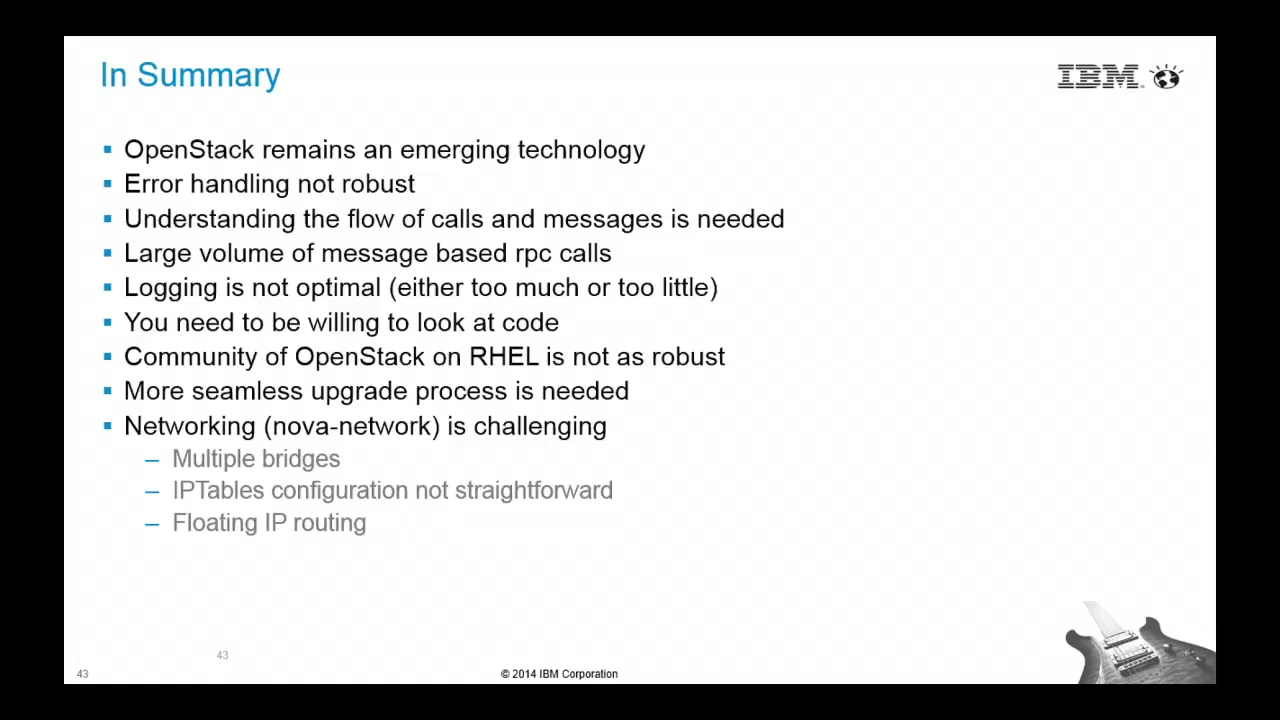 In Summary
IBM
OpenStack remains an emerging technology
Error handling not robust
Understanding the flow of calls and messages is needed
Large volume of message based rpc calls
Logging is not optimal (either too much or too little)
You need to be willing to look at code
Community of OpenStack on RHEL is not as robust
More seamless upgrade process is needed
Networking (nova-network) is challenging
– Multiple bridges
– IPTables configuration not straightforward
– Floating IP routing
43
43
© 2014 IBM Corporation